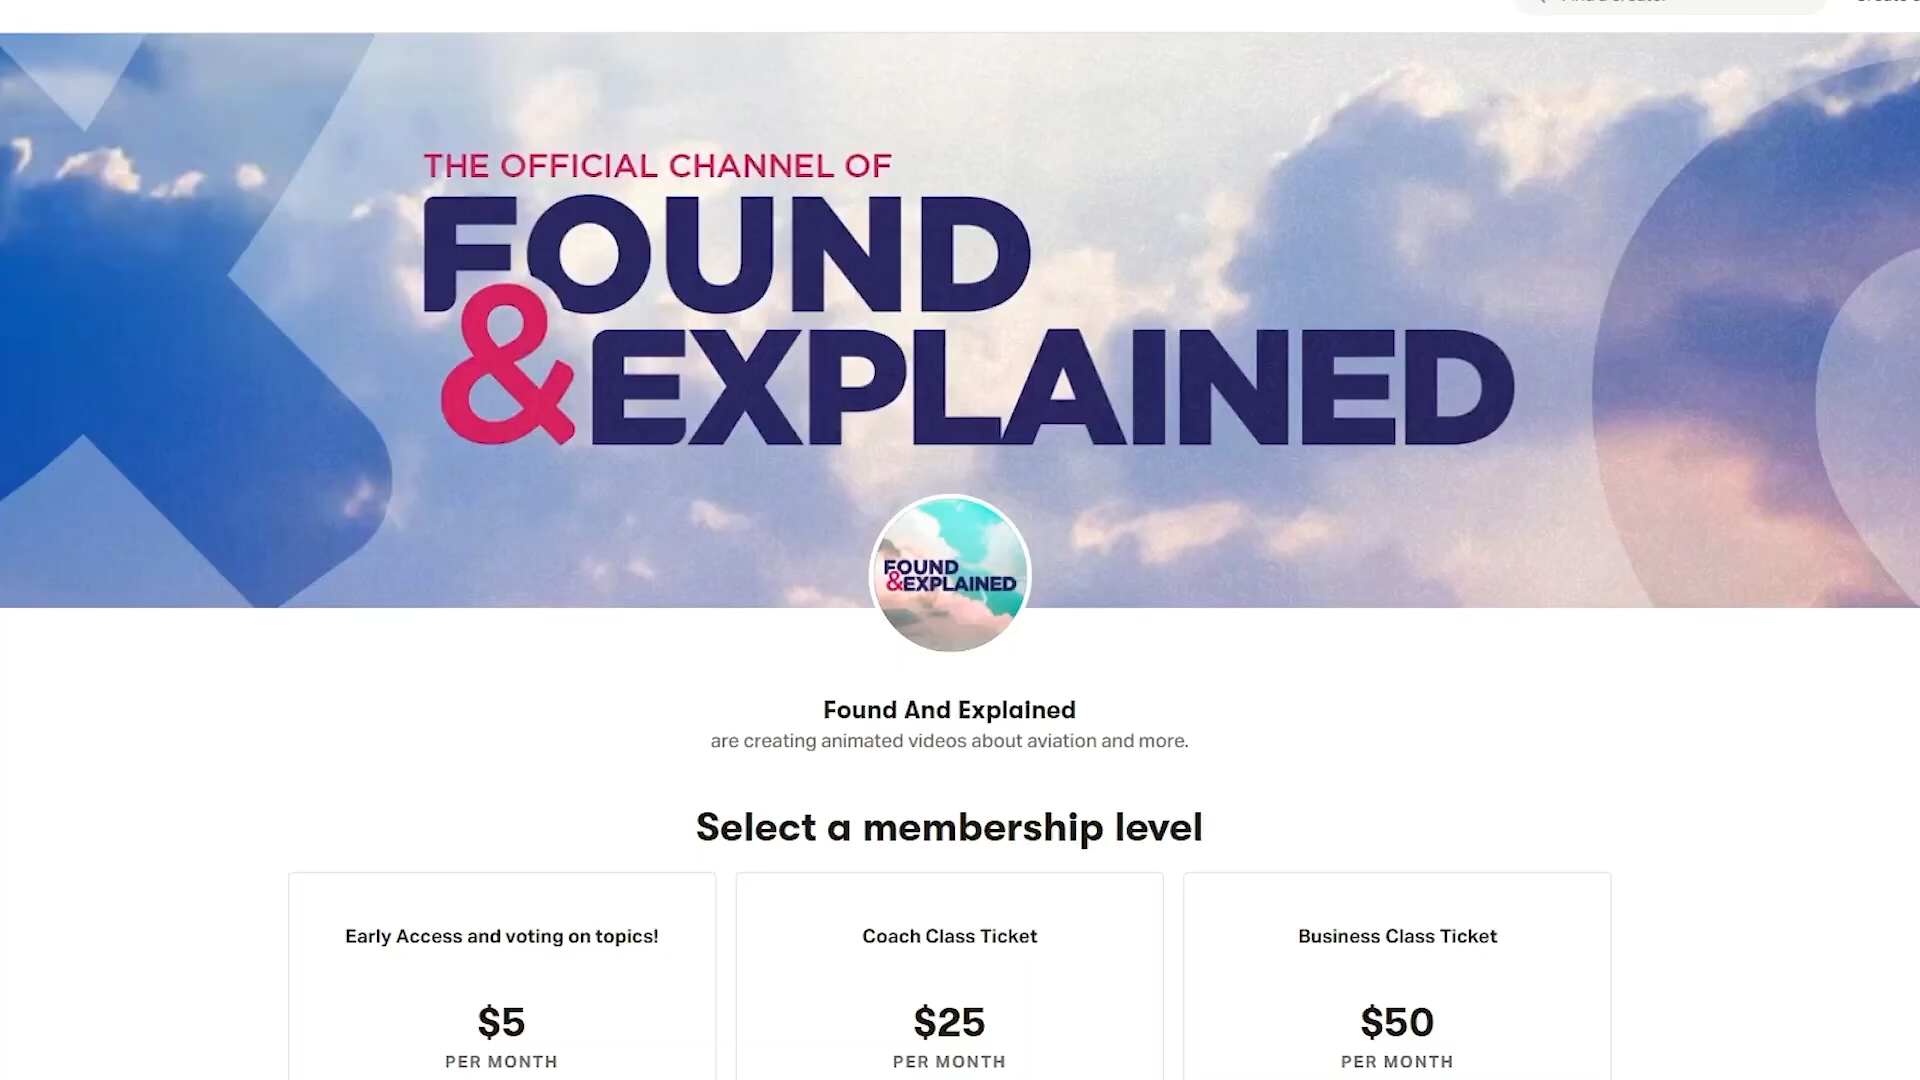 THE OFFICIAL CHANNEL OF
FOUND
&EXPLAINED
FOUND
&EXPLAINED
Found And Explained
are creating animated videos about aviation and more.
Select a membership level
Early Access and voting on topics!
$5
PER MONTH
Coach Class Ticket
$25
PER MONTH
Business Class Ticket
$50
PER MONTH